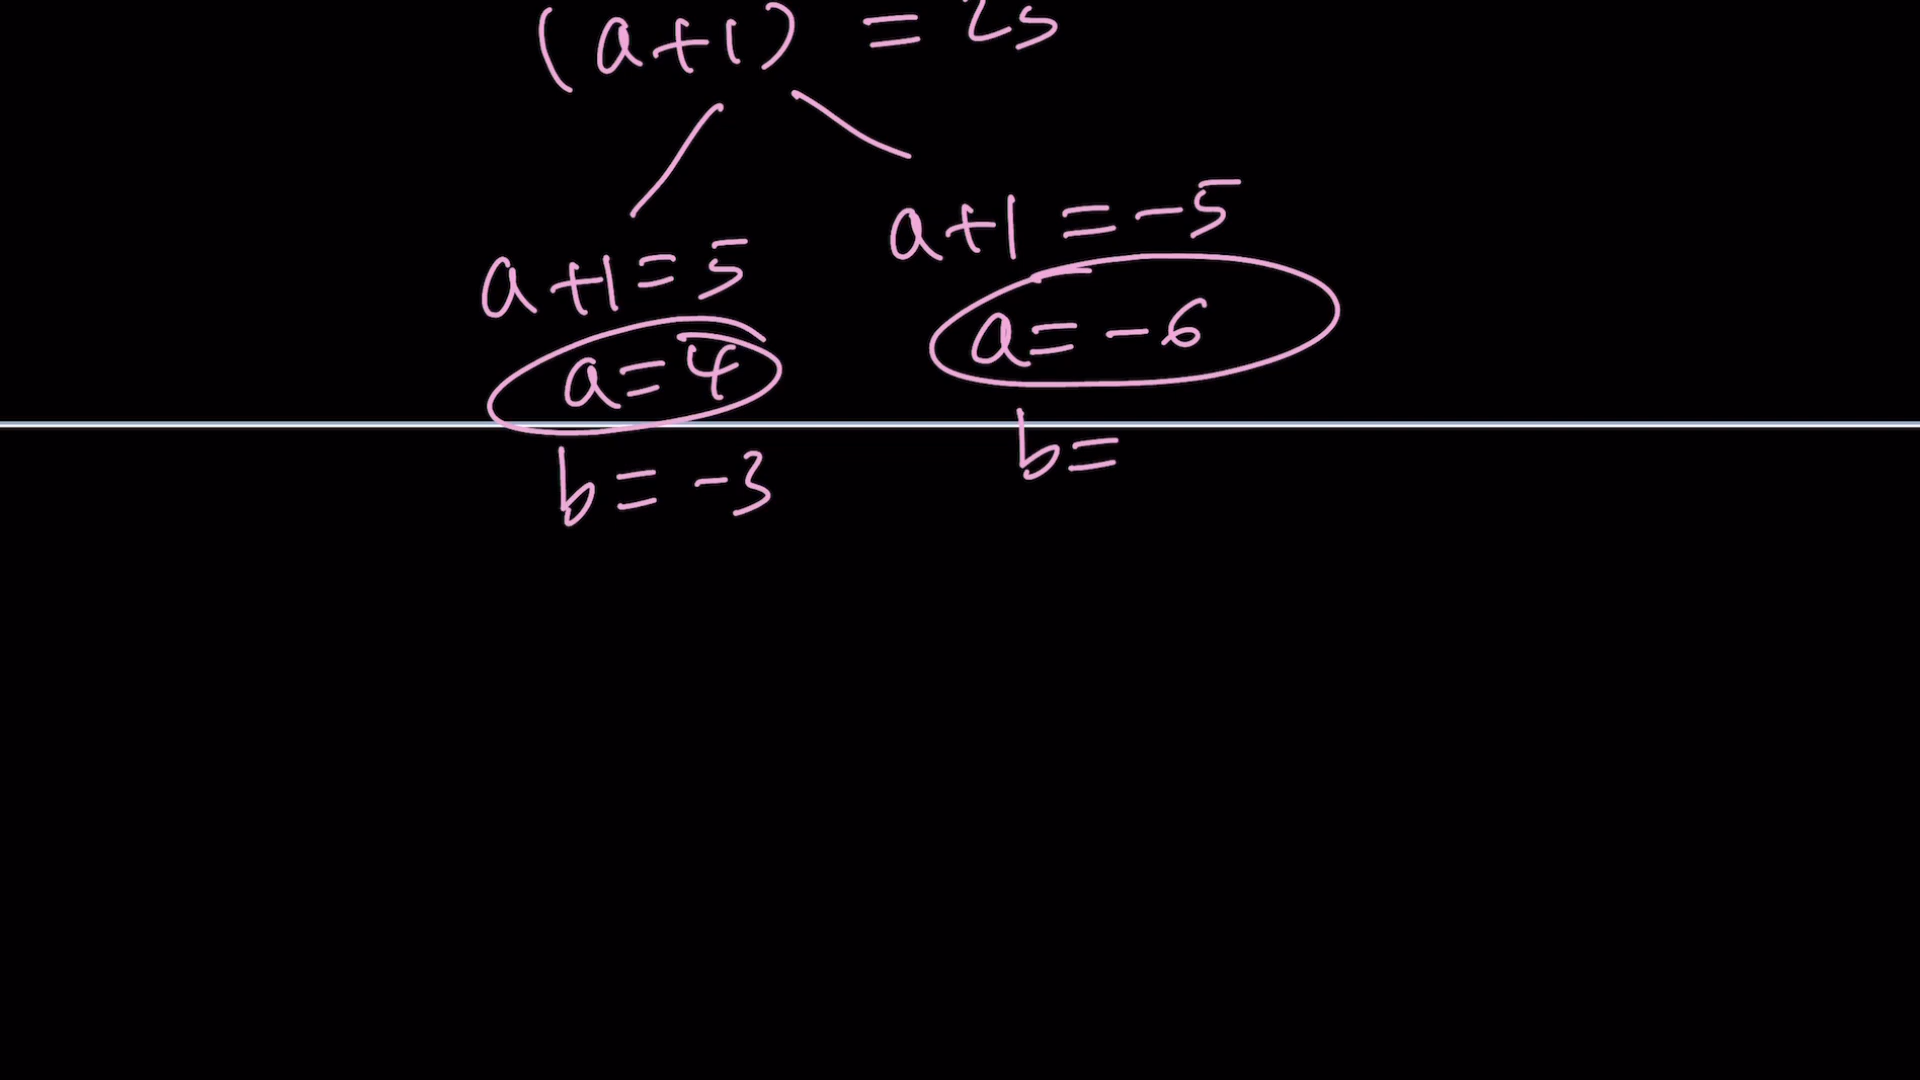 (a+1) = 25
a+1=5
a=4
b=-3
a+1=-5
a=-6
b=